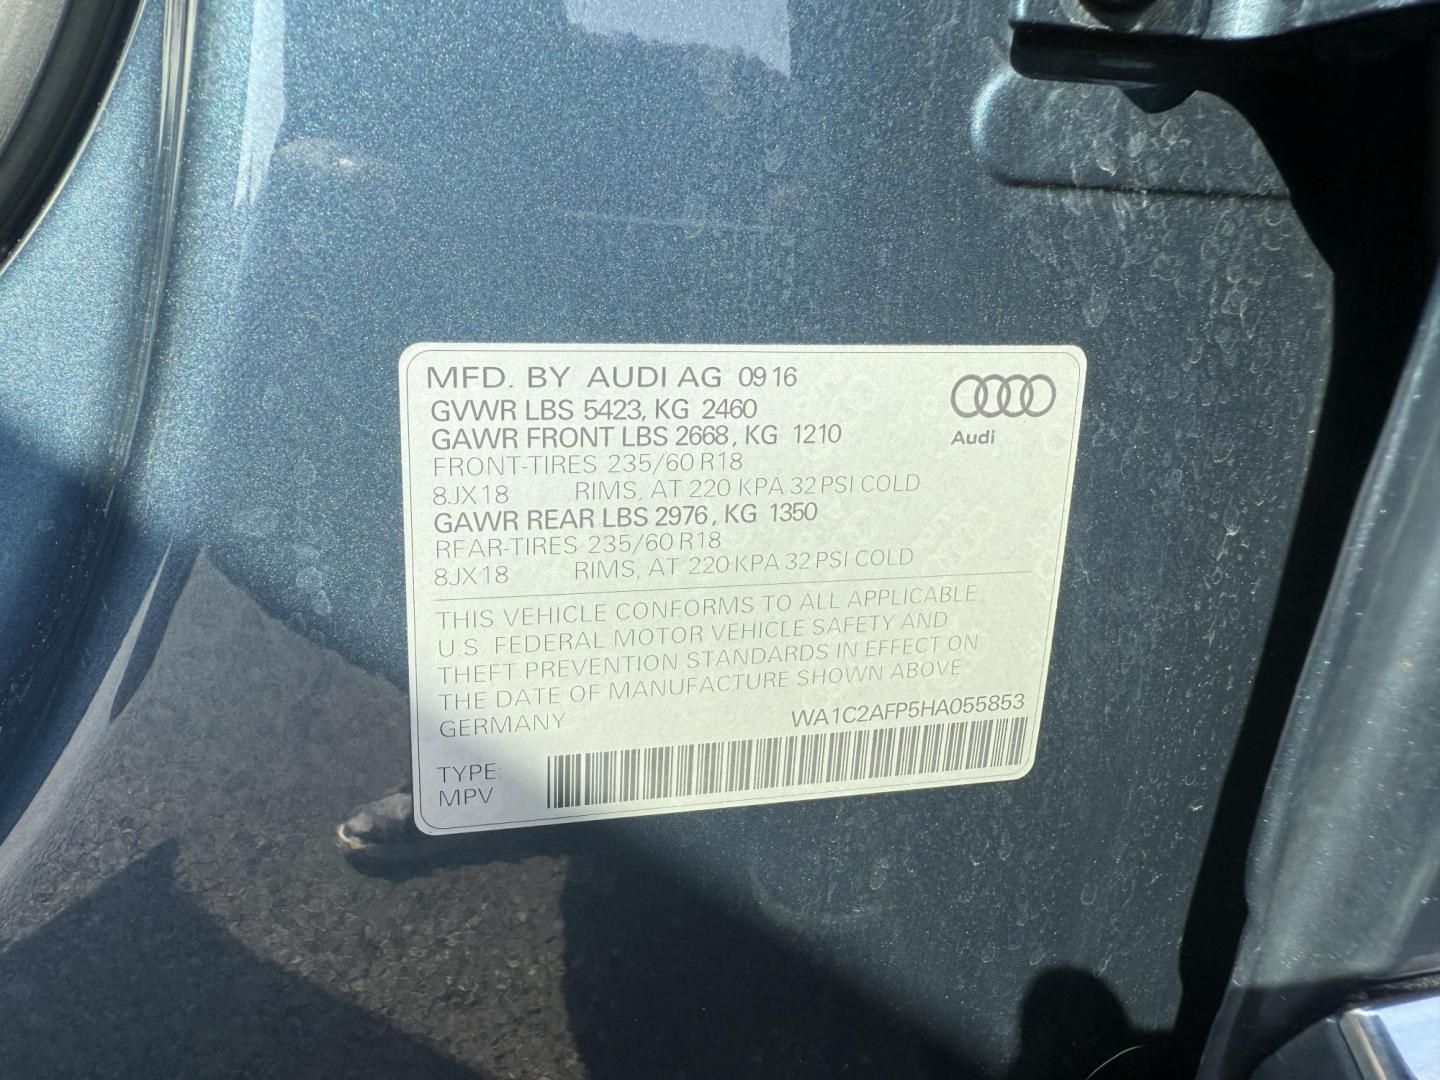 MFD. BY AUDI AG 09 16
GVWR LBS 5423, KG 2460
GAWR FRONT LBS 2668, KG 1210
FRONT-TIRES 235/60 R18
8JX18 RIMS, AT 220 KPA 32 PSI COLD
GAWR REAR LBS 2976, KG 1350
REAR-TIRES 235/60 R18
8JX18 RIMS, AT 220 KPA 32 PSI COLD
Audi
THIS VEHICLE CONFORMS TO ALL APPLICABLE
U.S. FEDERAL MOTOR VEHICLE SAFETY AND
THEFT PREVENTION STANDARDS IN EFFECT ON
THE DATE OF MANUFACTURE SHOWN ABOVE
GERMANY WA1C2AFP5HA055853
TYPE:
MPV